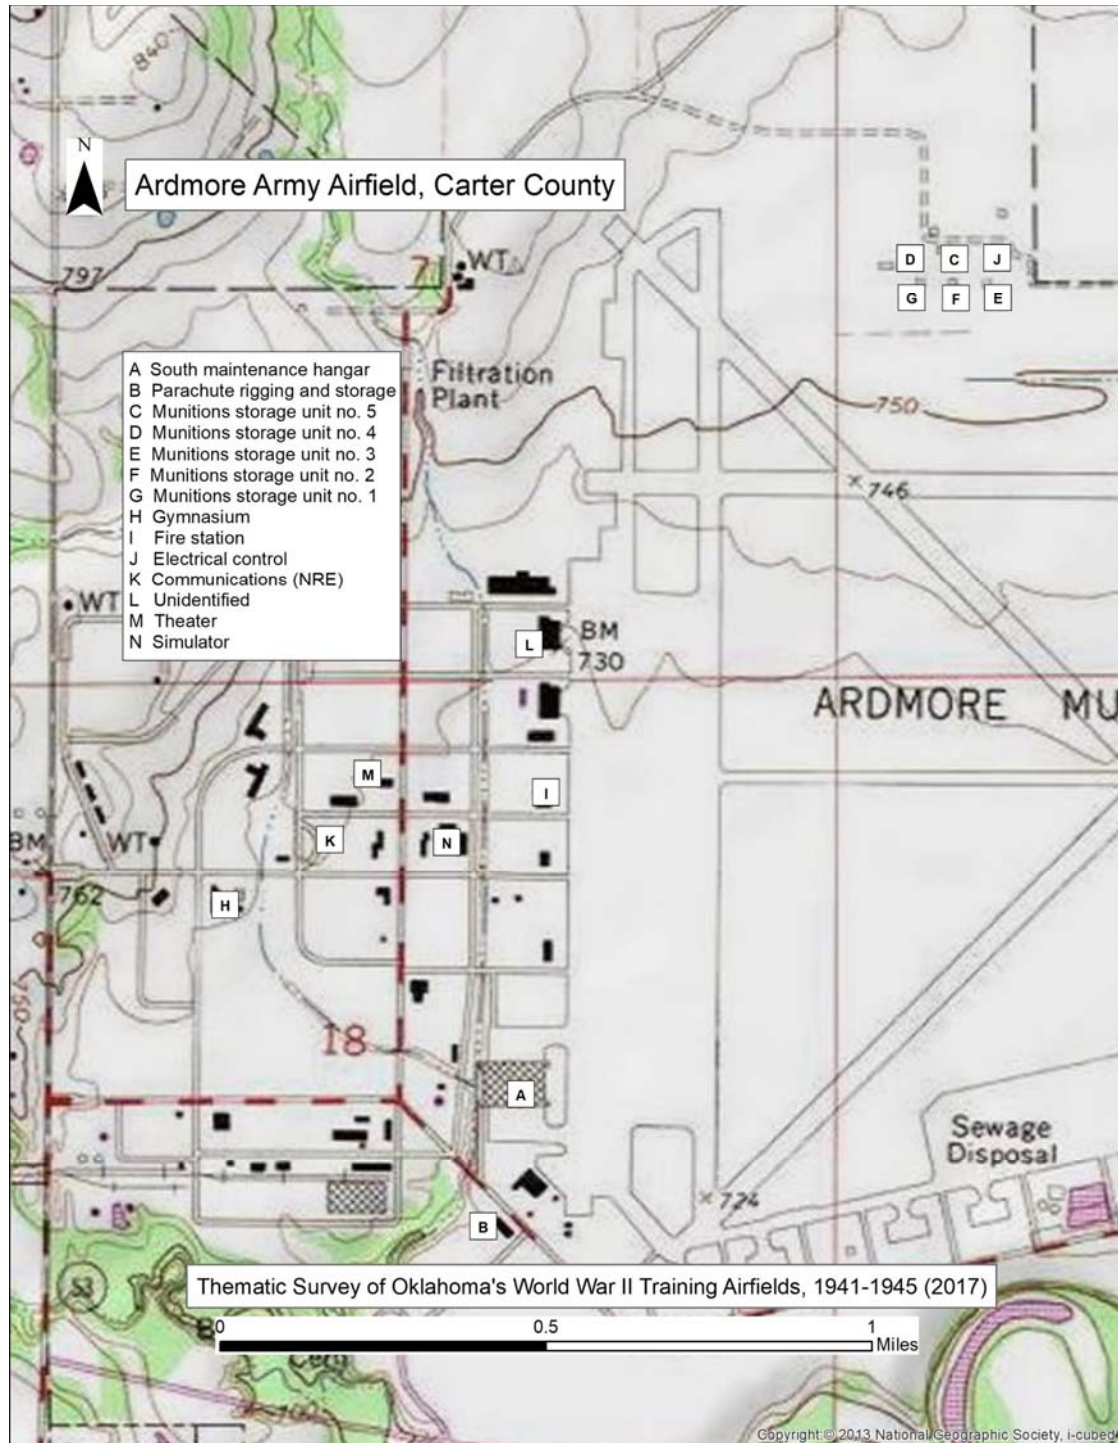 840
N
Ardmore Army Airfield, Carter County
7
WT
797
D
C
J
G
F
E
A South maintenance hangar
B Parachute rigging and storage
C Munitions storage unit no. 5
D Munitions storage unit no. 4
E Munitions storage unit no. 3
F Munitions storage unit no. 2
G Munitions storage unit no. 1
H Gymnasium
I Fire station
J Electrical control
K Communications (NRE)
L Unidentified
M Theater
N Simulator
Filtration
Plant
750
746
WT
L
BM
730
ARDMORE MU
M
I
K
N
BM
WT
762
H
750
18
A
Sewage
Disposal
724
B
Thematic Survey of Oklahoma's World War II Training Airfields, 1941-1945 (2017)
53
0 0.5 1
Miles
700
Copyright:© 2013 National Geographic Society, i-cubed